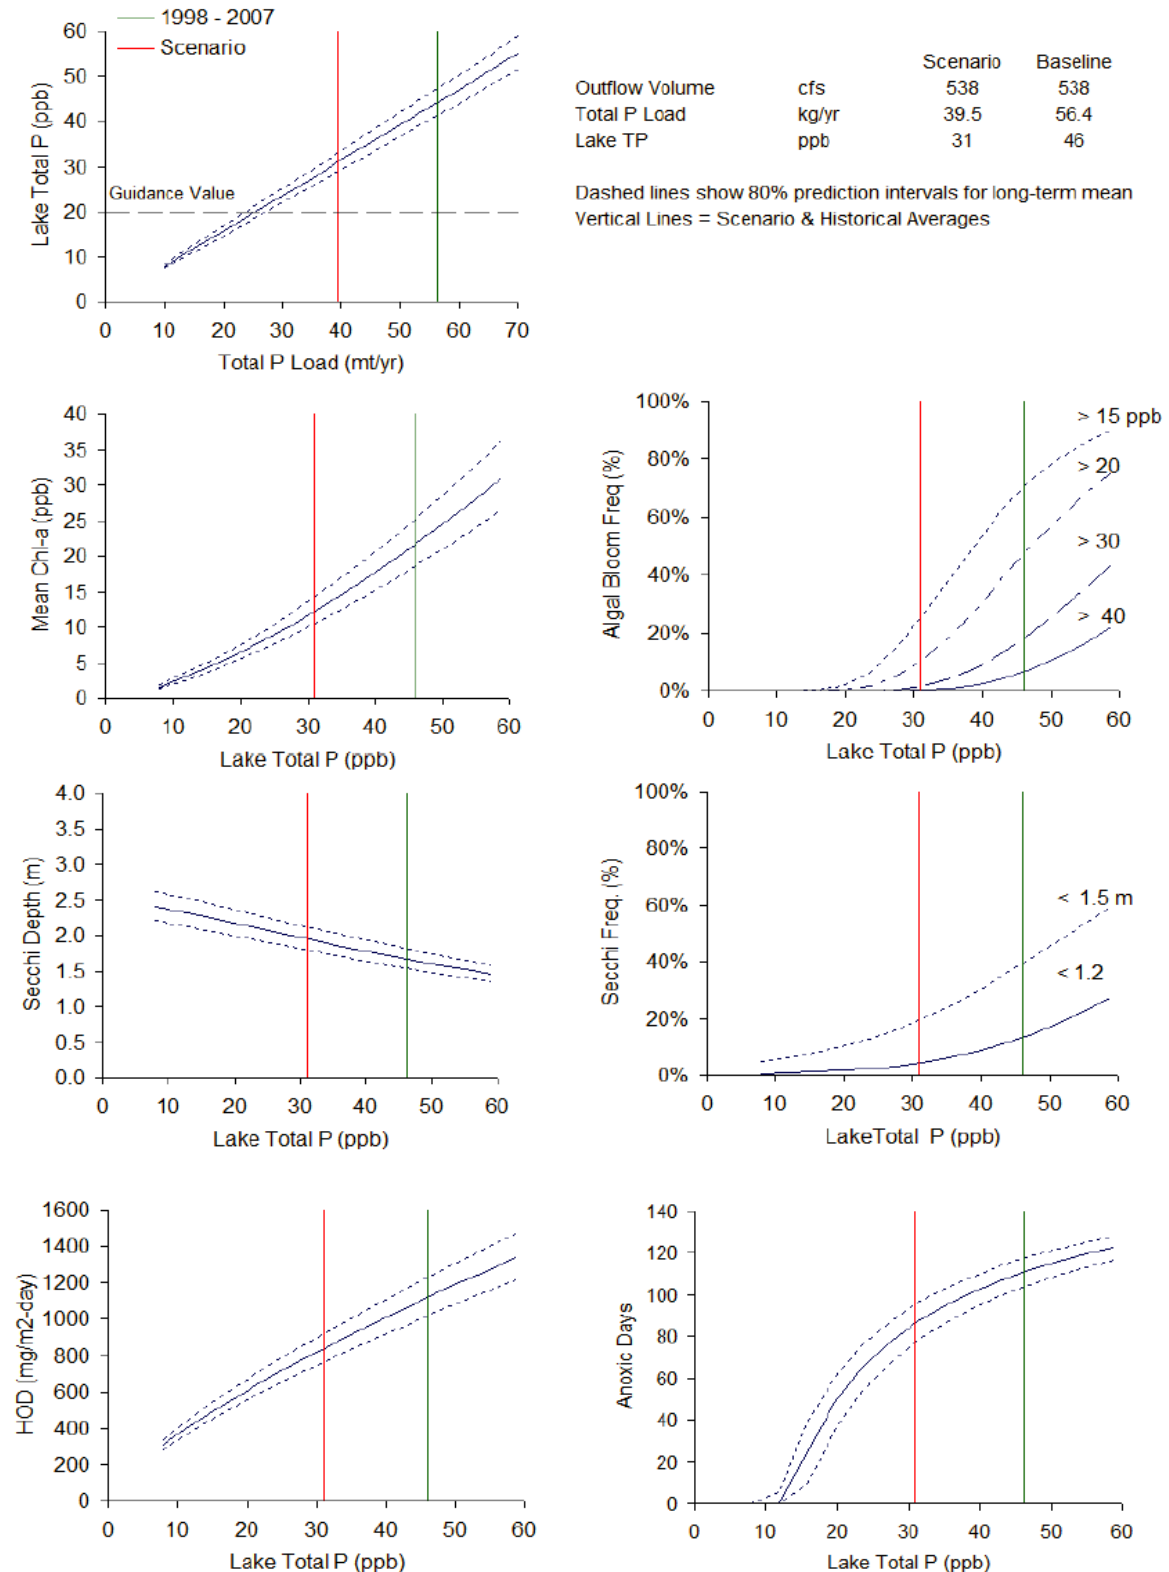 1998 - 2007
Scenario
60
50
40
30
20
10
0
Lake Total P (ppb)
Guidance Value
0 10 20 30 40 50 60 70
Total P Load (mt/yr)
Scenario Baseline
Outflow Volume cfs 538 538
Total P Load kg/yr 39.5 56.4
Lake TP ppb 31 46
Dashed lines show 80% prediction intervals for long-term mean
Vertical Lines = Scenario & Historical Averages
40
35
30
25
20
15
10
5
0
Mean Chl-a (ppb)
0 10 20 30 40 50 60
Lake Total P (ppb)
100%
80%
60%
40%
20%
0%
Algal Bloom Freq (%)
> 15 ppb
> 20
> 30
> 40
0 10 20 30 40 50 60
Lake Total P (ppb)
4.0
3.5
3.0
2.5
2.0
1.5
1.0
0.5
0.0
Secchi Depth (m)
0 10 20 30 40 50 60
Lake Total P (ppb)
100%
80%
60%
40%
20%
0%
Secchi Freq. (%)
< 1.5 m
< 1.2
0 10 20 30 40 50 60
LakeTotal P (ppb)
1600
1400
1200
1000
800
600
400
200
0
HOD (mg/m2-day)
0 10 20 30 40 50 60
Lake Total P (ppb)
140
120
100
80
60
40
20
0
Anoxic Days
0 10 20 30 40 50 60
Lake Total P (ppb)